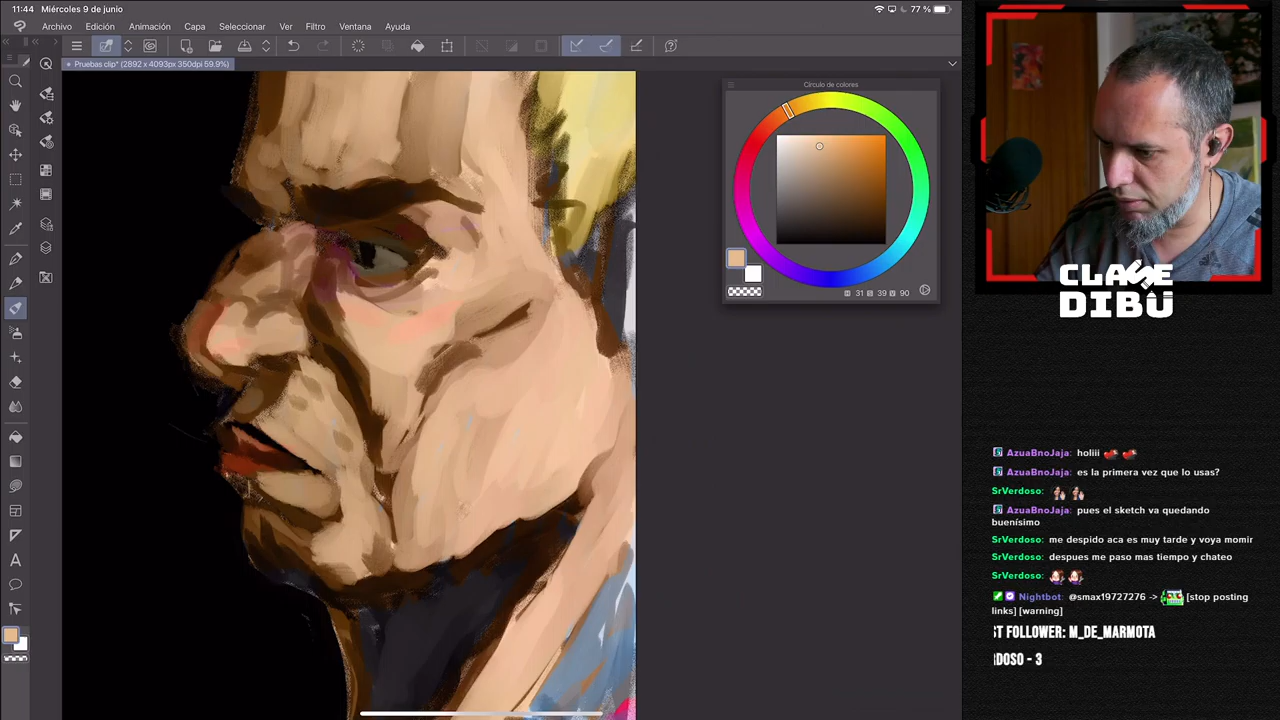 11:44 Miércoles 9 de junio
77 %
Archivo Edición Animación Capa Seleccionar Ver Filtro Ventana Ayuda
Pruebas clip* (2892 x 4093px 350dpi 59.9%)
Círculo de colores
H 31 S 39 V 90
CLASE
DIBU
AzuaBnoJaja: holiii
AzuaBnoJaja: es la primera vez que lo usas?
SrVerdoso:
AzuaBnoJaja: pues el sketch va quedando
buenísimo
SrVerdoso: me despido aca es muy tarde y voya momir
SrVerdoso: despues me paso mas tiempo y chateo
SrVerdoso:
Nightbot: @smax19727276 -> [stop posting
links] [warning]
ST FOLLOWER: M_DE_MARMOTA
RDOSO - 3